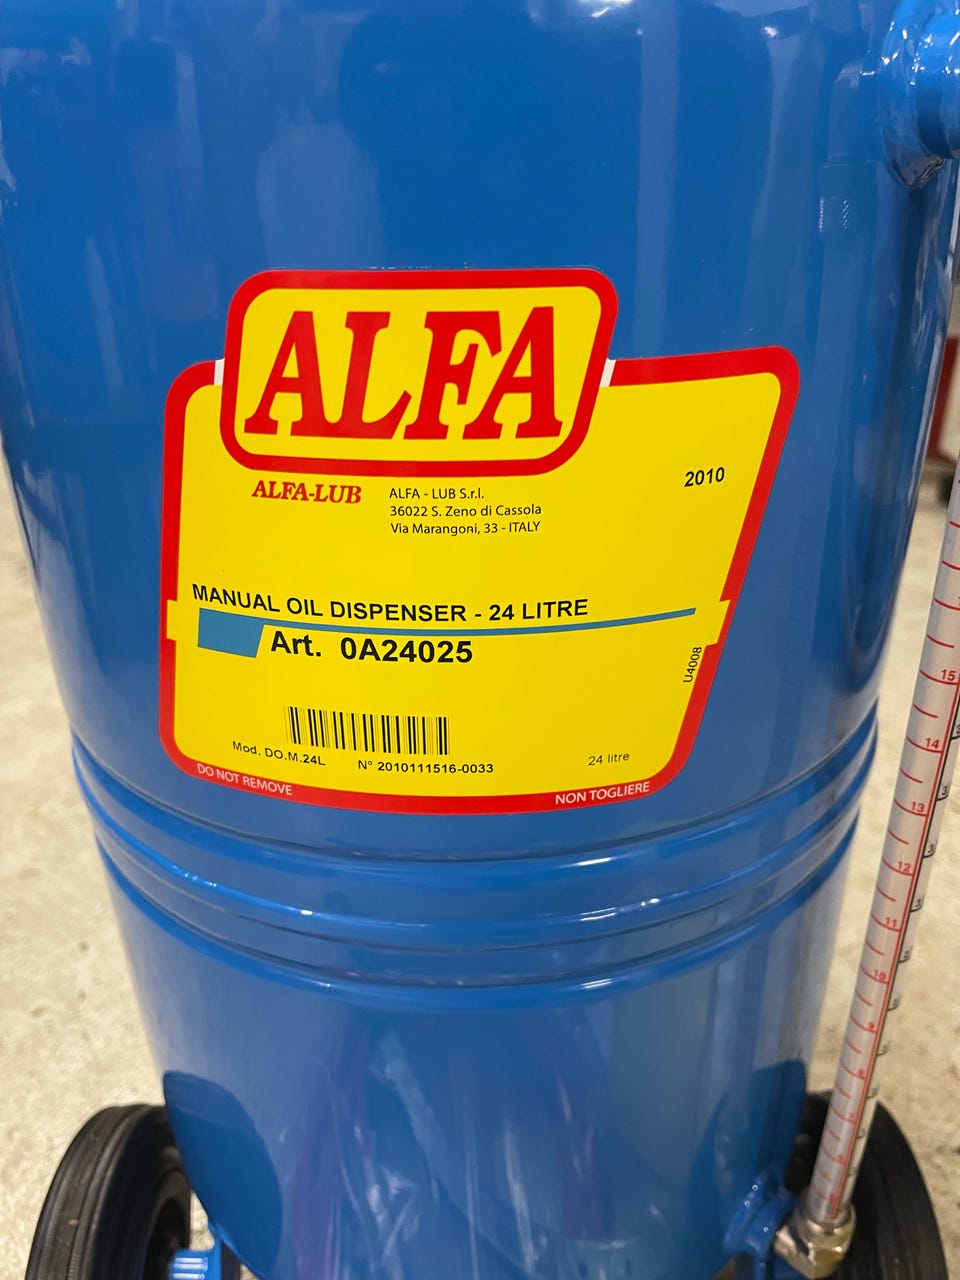 ALFA
ALFA-LUB
ALFA - LUB S.r.l.
36022 S. Zeno di Cassola
Via Marangoni, 33 - ITALY
2010
MANUAL OIL DISPENSER - 24 LITRE
Art. 0A24025
U4008
Mod. DO.M.24L
N° 2010111516-0033
24 litre
DO NOT REMOVE
NON TOGLIERE
15
14
13
12
11
10
9
8